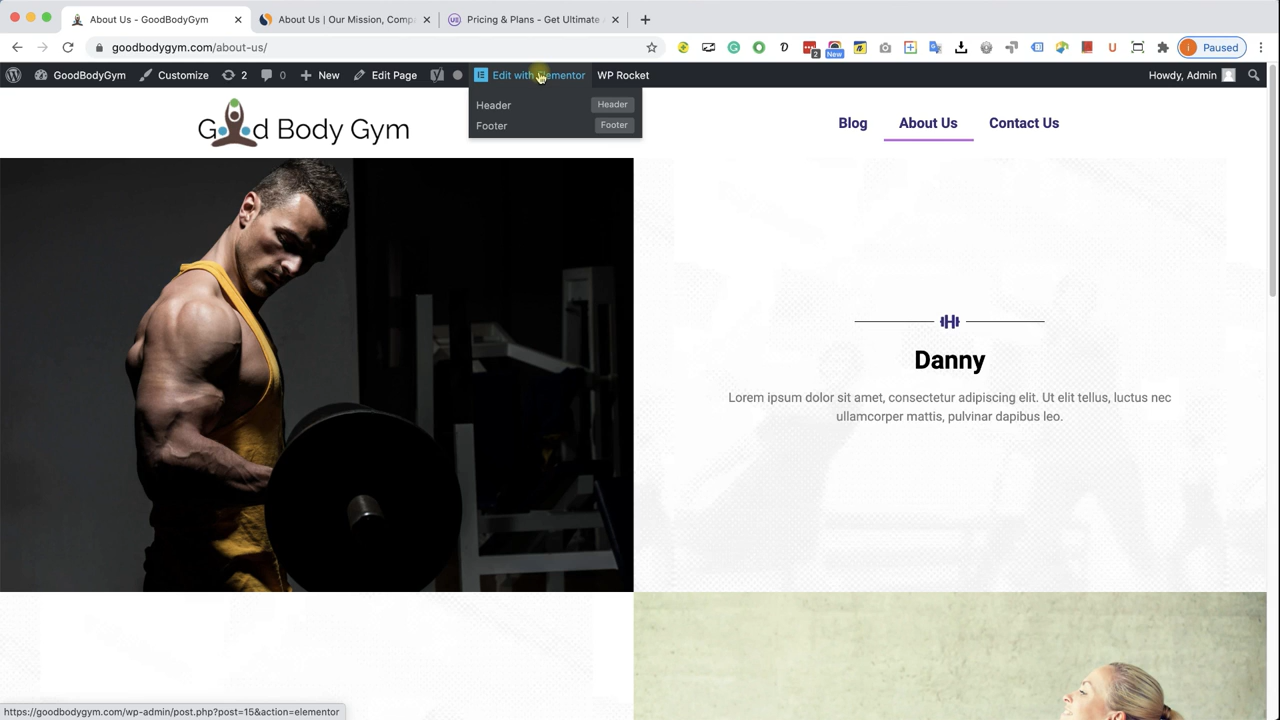 About Us - GoodBodyGym
About Us | Our Mission, Comp
Pricing & Plans - Get Ultimate
goodbodygym.com/about-us/
2
New
Paused
GoodBodyGym
Customize
2
0
New
Edit Page
Edit with Elementor
WP Rocket
Howdy, Admin
Header Header
Footer Footer
Good Body Gym
Blog
About Us
Contact Us
Danny
Lorem ipsum dolor sit amet, consectetur adipiscing elit. Ut elit tellus, luctus nec
ullamcorper mattis, pulvinar dapibus leo.
https://goodbodygym.com/wp-admin/post.php?post=15&action=elementor